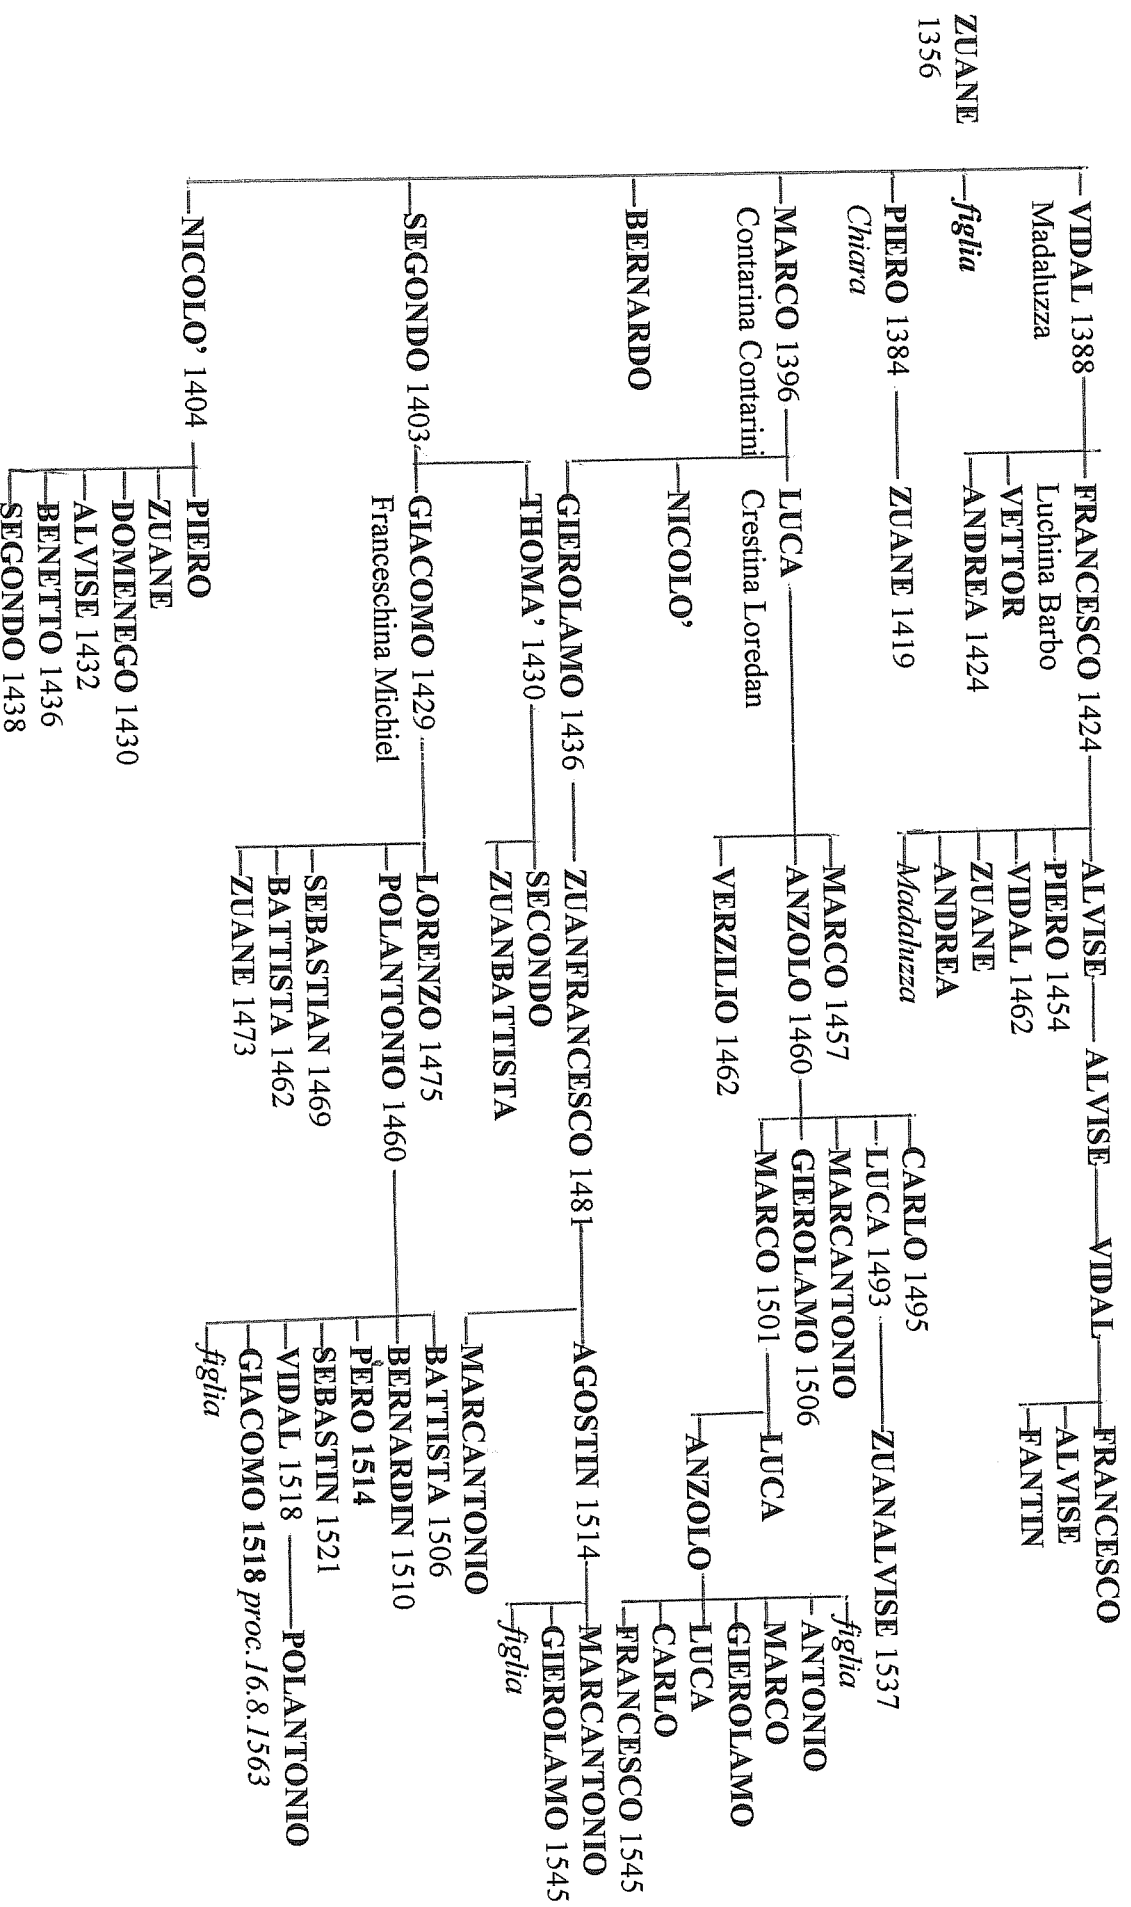 ZUANE
1356
VIDAL 1388
Madaluzza
figlia
PIERO 1384
Chiara
MARCO 1396
Contarina Contarini
BERNARDO
SEGONDO 1403
NICOLO' 1404
FRANCESCO 1424
Luchina Barbo
VETTOR
ANDREA 1424
ZUANE 1419
LUCA
Crestina Loredan
NICOLO'
GIEROLAMO 1436
THOMA' 1430
GIACOMO 1429
Franceschina Michiel
PIERO
ZUANE
DOMENEGO 1430
ALVISE 1432
BENETTO 1436
SEGONDO 1438
ALVISE
PIERO 1454
VIDAL 1462
ZUANE
ANDREA
Madaluzza
MARCO 1457
ANZOLO 1460
VERZILIO 1462
ZUANFRANCESCO 1481
SECONDO
ZUANBATTISTA
LORENZO 1475
POLANTONIO 1460
SEBASTIAN 1469
BATTISTA 1462
ZUANE 1473
ALVISE
VIDAL
CARLO 1495
LUCA 1493
MARCANTONIO
GIEROLAMO 1506
MARCO 1501
AGOSTIN 1514
MARCANTONIO
BATTISTA 1506
BERNARDIN 1510
PERO 1514
SEBASTIN 1521
VIDAL 1518
GIACOMO 1518 proc.16.8.1563
figlia
FRANCESCO
ALVISE
FANTIN
ZUANALVISE 1537
LUCA
ANZOLO
figlia
ANTONIO
MARCO
GIEROLAMO
LUCA
CARLO
FRANCESCO 1545
MARCANTONIO
GIEROLAMO 1545
figlia
POLANTONIO